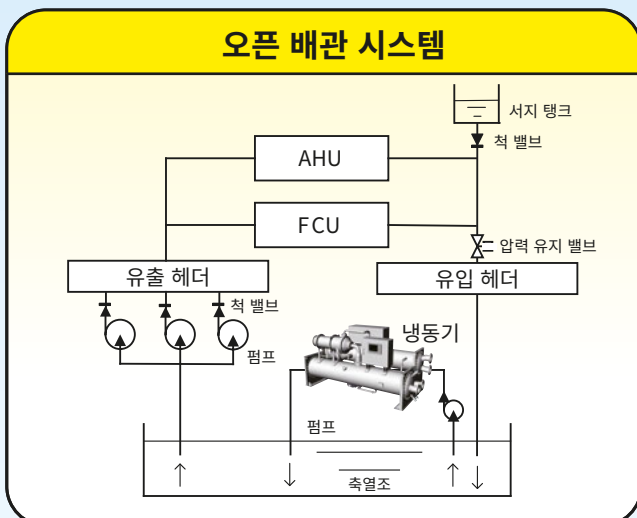 오픈 배관 시스템
서지 탱크
척 밸브
AHU
FCU
압력 유지 밸브
유출 헤더
유입 헤더
척 밸브
냉동기
펌프
펌프
축열조